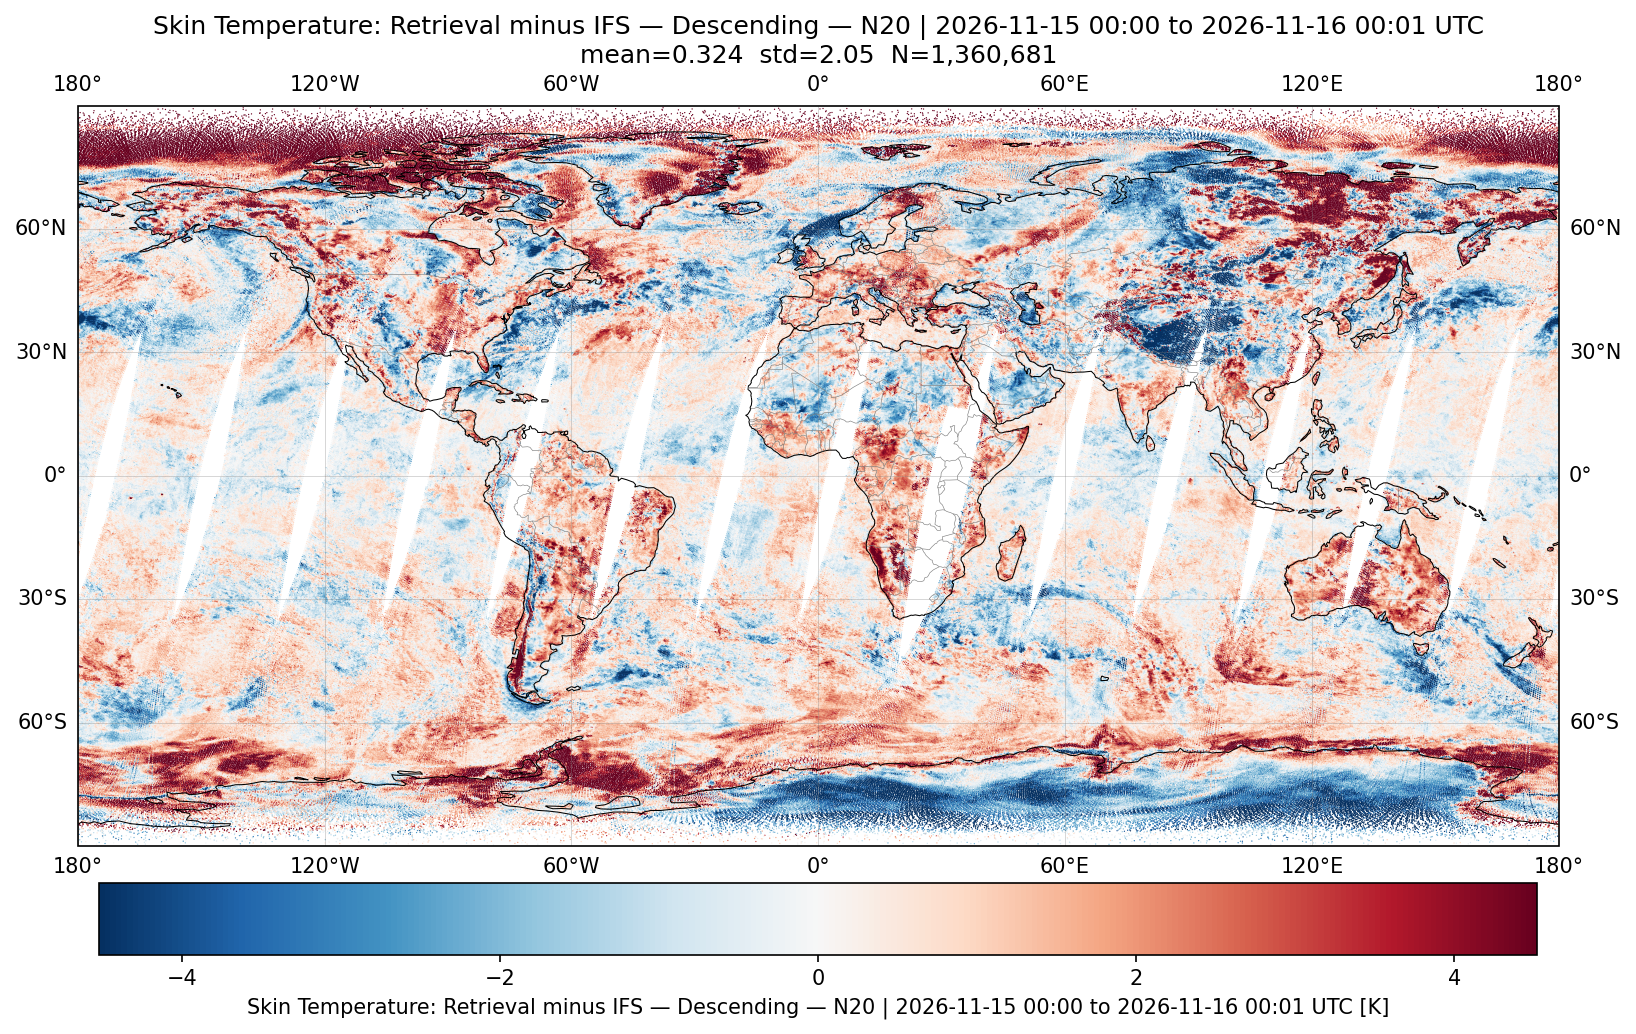 Skin Temperature: Retrieval minus IFS — Descending — N20 | 2026-11-15 00:00 to 2026-11-16 00:01 UTC
mean=0.324  std=2.05  N=1,360,681
180° 120°W 60°W 0° 60°E 120°E 180°
60°N 60°N
30°N 30°N
0° 0°
30°S 30°S
60°S 60°S
180° 120°W 60°W 0° 60°E 120°E 180°
−4 −2 0 2 4
Skin Temperature: Retrieval minus IFS — Descending — N20 | 2026-11-15 00:00 to 2026-11-16 00:01 UTC [K]